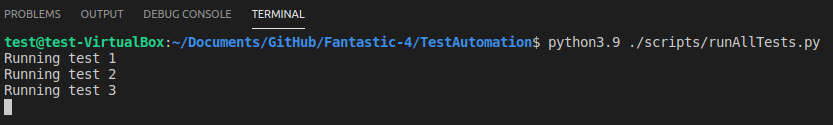 PROBLEMS OUTPUT DEBUG CONSOLE TERMINAL
test@test-VirtualBox:~/Documents/GitHub/Fantastic-4/TestAutomation$ python3.9 ./scripts/runAllTests.py
Running test 1
Running test 2
Running test 3